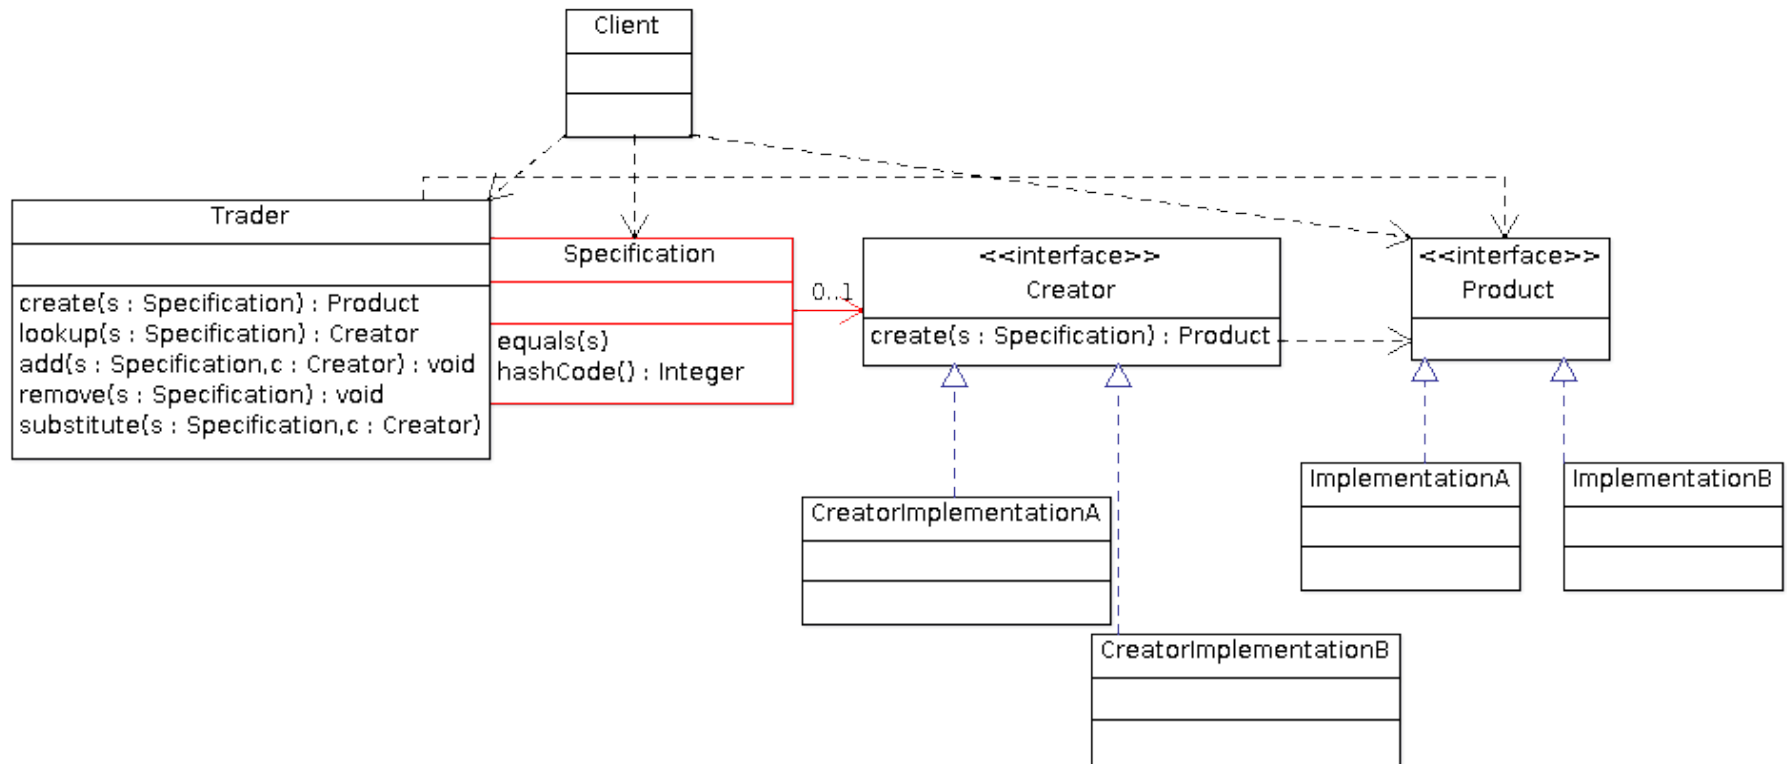 Client
Trader
create(s : Specification) : Product
lookup(s : Specification) : Creator
add(s : Specification,c : Creator) : void
remove(s : Specification) : void
substitute(s : Specification,c : Creator)
Specification
equals(s)
hashCode() : Integer
0..1
<<interface>>
Creator
create(s : Specification) : Product
<<interface>>
Product
CreatorImplementationA
CreatorImplementationB
ImplementationA
ImplementationB